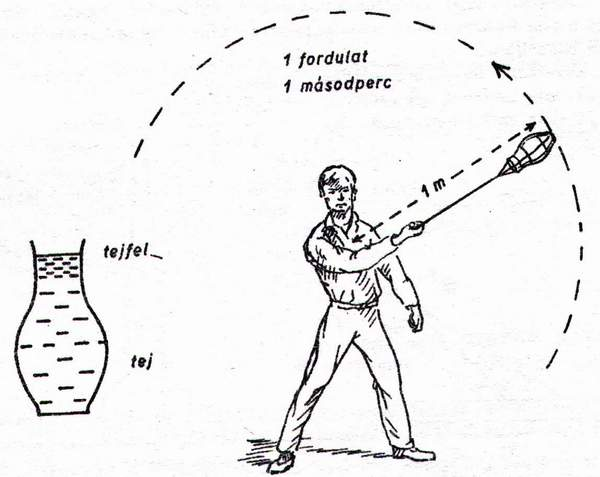 1 fordulat
1 másodperc
1 m
tejfel
tej